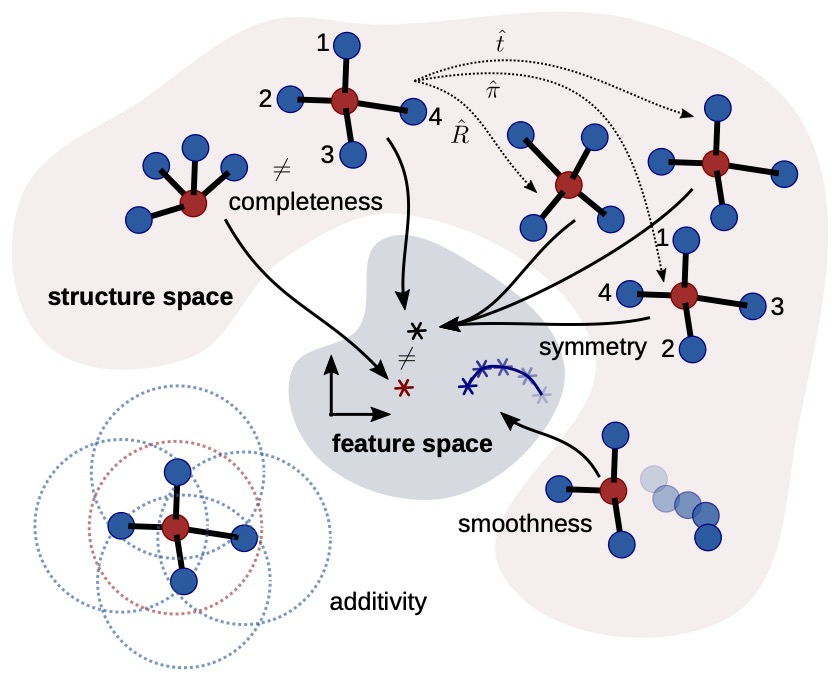 1
2
4
3
≠
completeness
t̂
π̂
R̂
structure space
1
4
3
2
symmetry
≠
feature space
smoothness
additivity